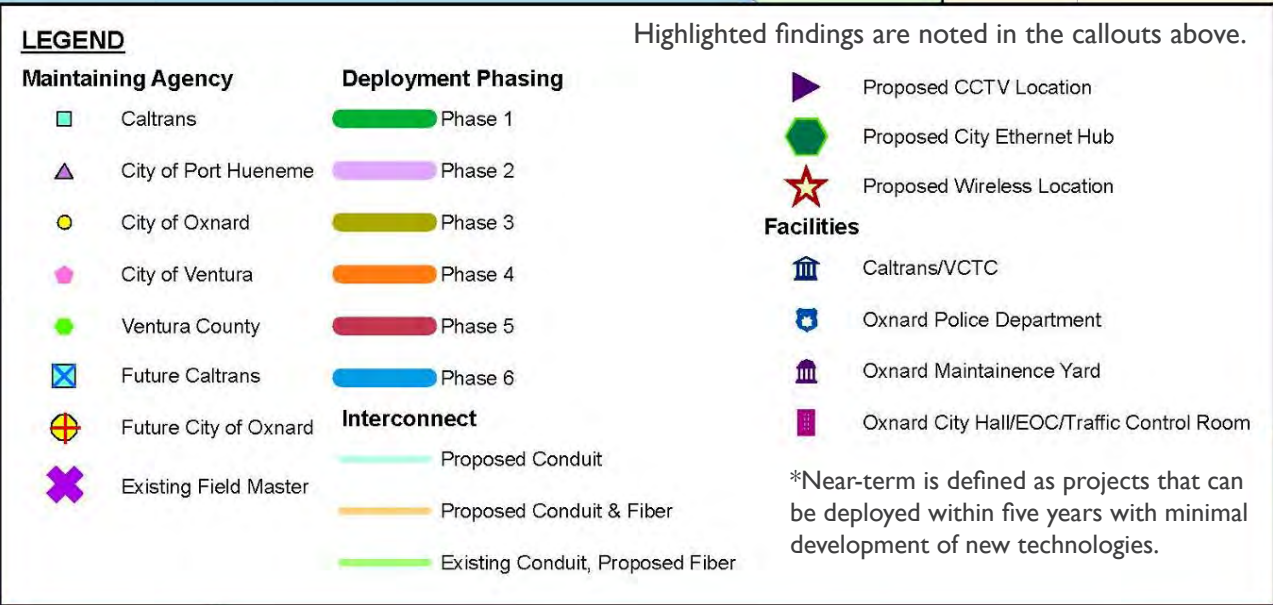 Highlighted findings are noted in the callouts above.
LEGEND
Maintaining Agency
Caltrans
City of Port Hueneme
City of Oxnard
City of Ventura
Ventura County
Future Caltrans
Future City of Oxnard
Existing Field Master
Deployment Phasing
Phase 1
Phase 2
Phase 3
Phase 4
Phase 5
Phase 6
Interconnect
Proposed Conduit
Proposed Conduit & Fiber
Existing Conduit, Proposed Fiber
Proposed CCTV Location
Proposed City Ethernet Hub
Proposed Wireless Location
Facilities
Caltrans/VCTC
Oxnard Police Department
Oxnard Maintainence Yard
Oxnard City Hall/EOC/Traffic Control Room
*Near-term is defined as projects that can
be deployed within five years with minimal
development of new technologies.